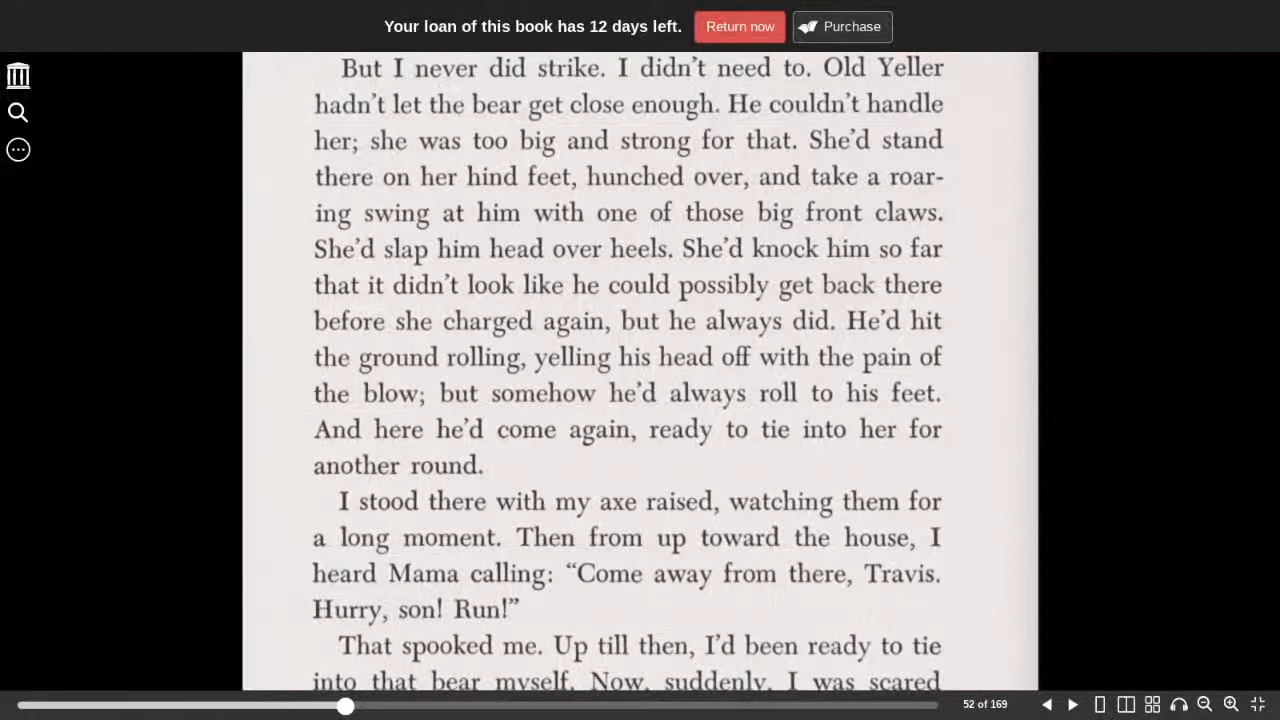 Your loan of this book has 12 days left.
Return now
Purchase
But I never did strike. I didn't need to. Old Yeller
hadn't let the bear get close enough. He couldn't handle
her; she was too big and strong for that. She'd stand
there on her hind feet, hunched over, and take a roar-
ing swing at him with one of those big front claws.
She'd slap him head over heels. She'd knock him so far
that it didn't look like he could possibly get back there
before she charged again, but he always did. He'd hit
the ground rolling, yelling his head off with the pain of
the blow; but somehow he'd always roll to his feet.
And here he'd come again, ready to tie into her for
another round.
I stood there with my axe raised, watching them for
a long moment. Then from up toward the house, I
heard Mama calling: “Come away from there, Travis.
Hurry, son! Run!”
That spooked me. Up till then, I'd been ready to tie
into that bear myself. Now, suddenly, I was scared
52 of 169